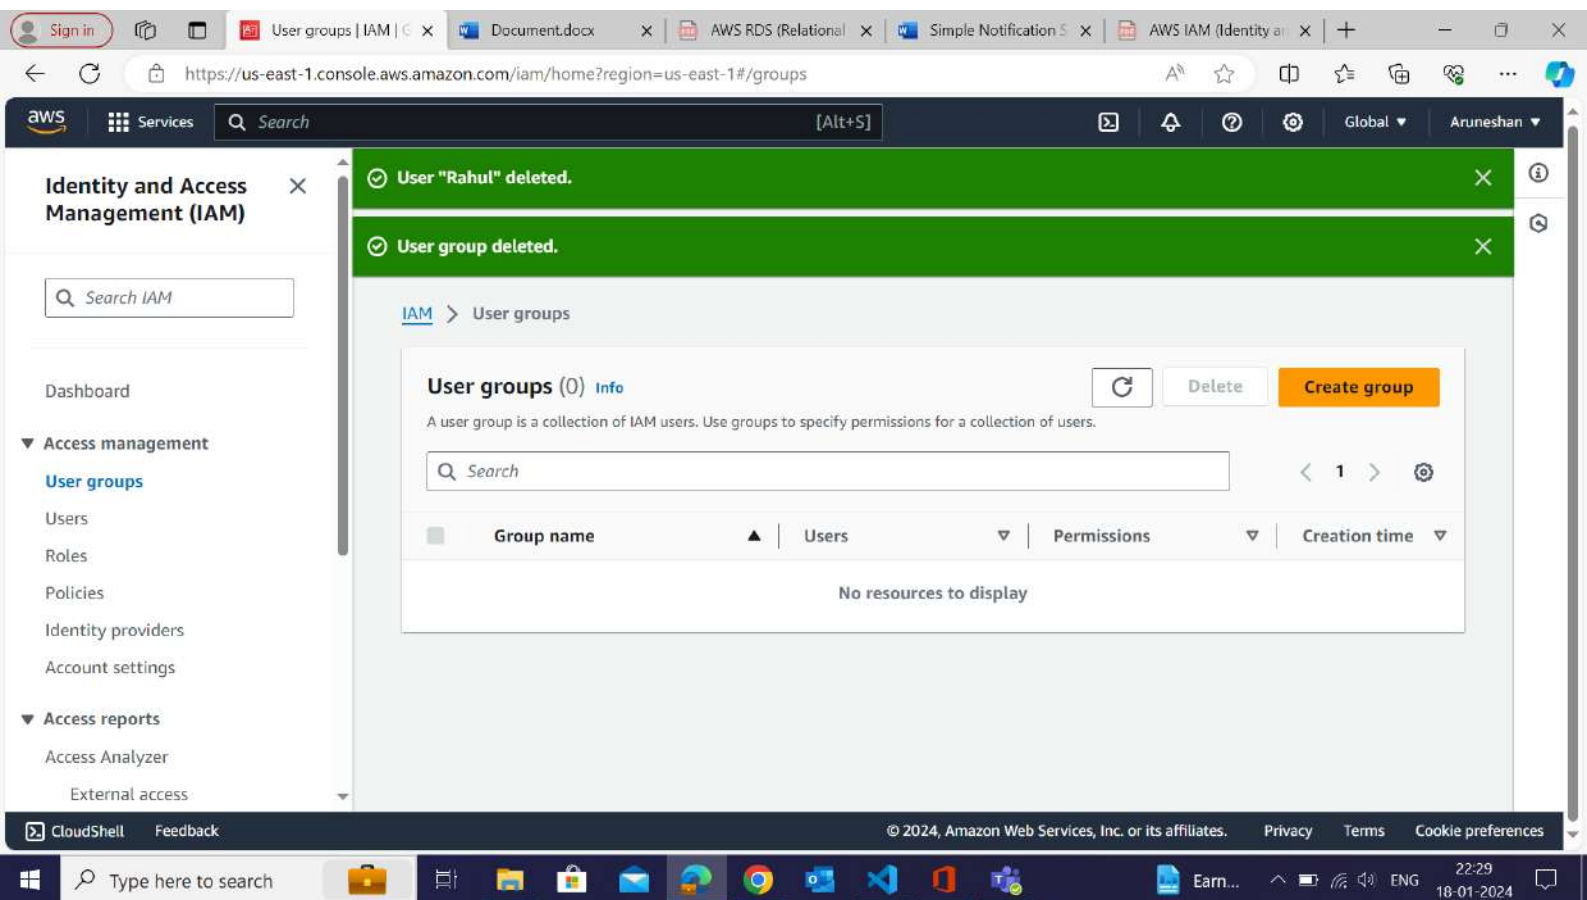 Sign in
User groups | IAM | G
Document.docx
AWS RDS (Relational
Simple Notification S
AWS IAM (Identity an
https://us-east-1.console.aws.amazon.com/iam/home?region=us-east-1#/groups
aws
Services
Search
[Alt+S]
Global
Aruneshan
Identity and Access
Management (IAM)
Search IAM
Dashboard
Access management
User groups
Users
Roles
Policies
Identity providers
Account settings
Access reports
Access Analyzer
External access
User "Rahul" deleted.
User group deleted.
IAM > User groups
User groups (0) Info
Delete
Create group
A user group is a collection of IAM users. Use groups to specify permissions for a collection of users.
Search
1
Group name
Users
Permissions
Creation time
No resources to display
CloudShell
Feedback
© 2024, Amazon Web Services, Inc. or its affiliates.
Privacy
Terms
Cookie preferences
Type here to search
Earn...
ENG
22:29
18-01-2024